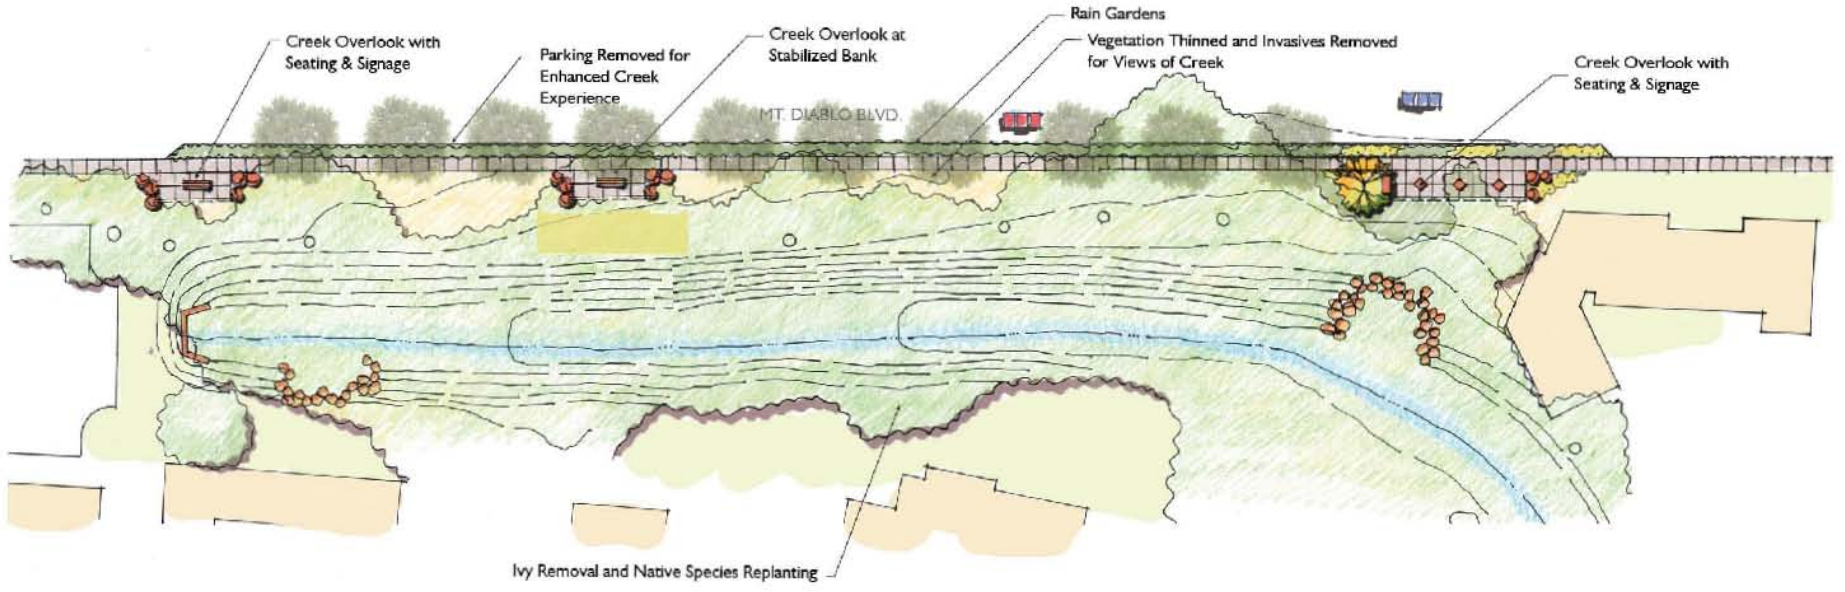 Creek Overlook with
Seating & Signage
Parking Removed for
Enhanced Creek
Experience
Creek Overlook at
Stabilized Bank
Rain Gardens
Vegetation Thinned and Invasives Removed
for Views of Creek
Creek Overlook with
Seating & Signage
MT. DIABLO BLVD.
Ivy Removal and Native Species Replanting